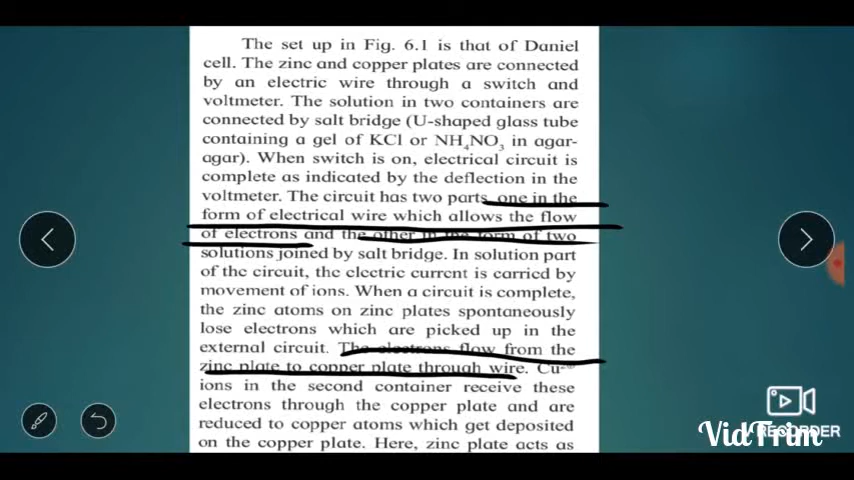 The set up in Fig. 6.1 is that of Daniel
cell. The zinc and copper plates are connected
by an electric wire through a switch and
voltmeter. The solution in two containers are
connected by salt bridge (U-shaped glass tube
containing a gel of KCl or NH₄NO₃ in agar-
agar). When switch is on, electrical circuit is
complete as indicated by the deflection in the
voltmeter. The circuit has two parts, one in the
form of electrical wire which allows the flow
of electrons and the other in the form of two
solutions joined by salt bridge. In solution part
of the circuit, the electric current is carried by
movement of ions. When a circuit is complete,
the zinc atoms on zinc plates spontaneously
lose electrons which are picked up in the
external circuit. The electrons flow from the
zinc plate to copper plate through wire. Cu²⁺
ions in the second container receive these
electrons through the copper plate and are
reduced to copper atoms which get deposited
on the copper plate. Here, zinc plate acts as
RECORDER
VidTrim